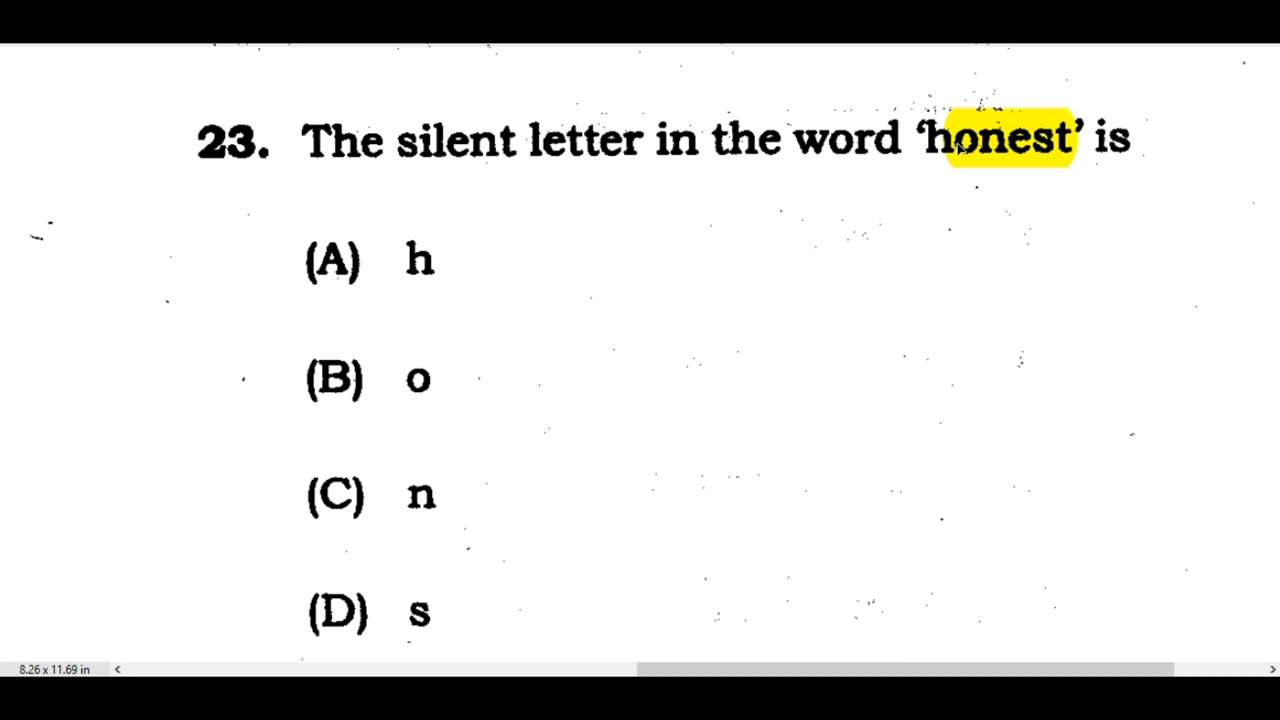 23. The silent letter in the word ‘honest’ is
(A) h
(B) o
(C) n
(D) s
8.26 x 11.69 in